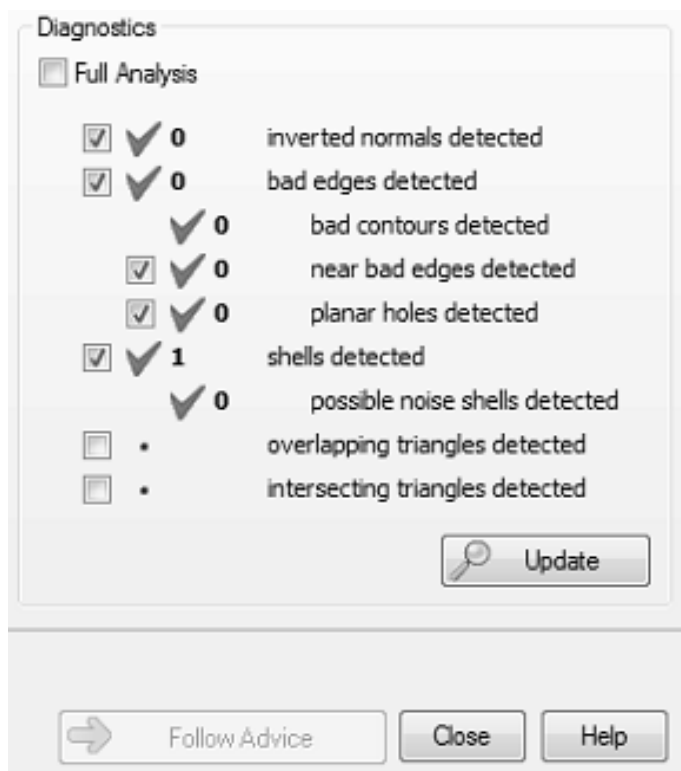 Diagnostics
Full Analysis
0 inverted normals detected
0 bad edges detected
0 bad contours detected
0 near bad edges detected
0 planar holes detected
1 shells detected
0 possible noise shells detected
overlapping triangles detected
intersecting triangles detected
Update
Follow Advice Close Help